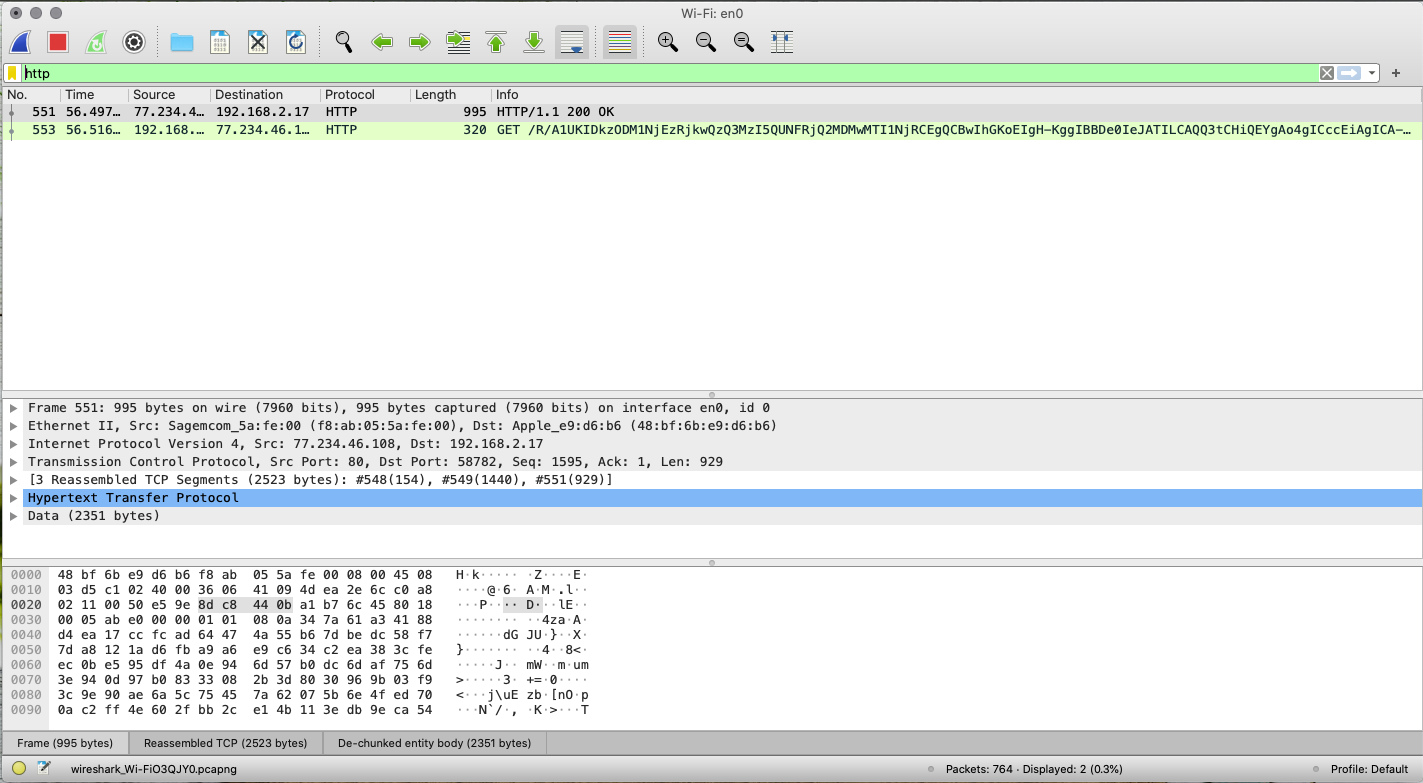 Wi-Fi: en0
http
No. Time Source Destination Protocol Length Info
551 56.497… 77.234.4… 192.168.2.17 HTTP 995 HTTP/1.1 200 OK
553 56.516… 192.168.… 77.234.46.1… HTTP 320 GET /R/A1UKIDkzODM1NjEzRjkwQzQ3MzI5QUNFRjQ2MDMwMTI1NjRCEgQCBwIhGKoEIgH-KggIBBDe0IeJATILCAQQ3tCHiQEYgAo4gICccEiAgICA-…
Frame 551: 995 bytes on wire (7960 bits), 995 bytes captured (7960 bits) on interface en0, id 0
Ethernet II, Src: Sagemcom_5a:fe:00 (f8:ab:05:5a:fe:00), Dst: Apple_e9:d6:b6 (48:bf:6b:e9:d6:b6)
Internet Protocol Version 4, Src: 77.234.46.108, Dst: 192.168.2.17
Transmission Control Protocol, Src Port: 80, Dst Port: 58782, Seq: 1595, Ack: 1, Len: 929
[3 Reassembled TCP Segments (2523 bytes): #548(154), #549(1440), #551(929)]
Hypertext Transfer Protocol
Data (2351 bytes)
0000 48 bf 6b e9 d6 b6 f8 ab 05 5a fe 00 08 00 45 08 H·k····· ·Z····E·
0010 03 d5 c1 02 40 00 36 06 41 09 4d ea 2e 6c c0 a8 ····@·6· A·M·.l··
0020 02 11 00 50 e5 9e 8d c8 44 0b a1 b7 6c 45 80 18 ···P···· D···lE··
0030 00 05 ab e0 00 00 01 01 08 0a 34 7a 61 a3 41 88 ········ ··4za·A·
0040 d4 ea 17 cc fc ad 64 47 4a 55 b6 7d be dc 58 f7 ······dG JU·}··X·
0050 7d a8 12 1a d6 fb a9 a6 e9 c6 34 c2 ea 38 3c fe }······· ··4··8<·
0060 ec 0b e5 95 df 4a 0e 94 6d 57 b0 dc 6d af 75 6d ·····J·· mW··m·um
0070 3e 94 0d 97 b0 83 33 08 2b 3d 80 30 96 9b 03 f9 >·····3· +=·0····
0080 3c 9e 90 ae 6a 5c 75 45 7a 62 07 5b 6e 4f ed 70 <···j\uE zb·[nO·p
0090 0a c2 ff 4e 60 2f bb 2c e1 4b 11 3e db 9e ca 54 ···N`/·, ·K·>···T
Frame (995 bytes) Reassembled TCP (2523 bytes) De-chunked entity body (2351 bytes)
wireshark_Wi-FiO3QJY0.pcapng Packets: 764 · Displayed: 2 (0.3%) Profile: Default